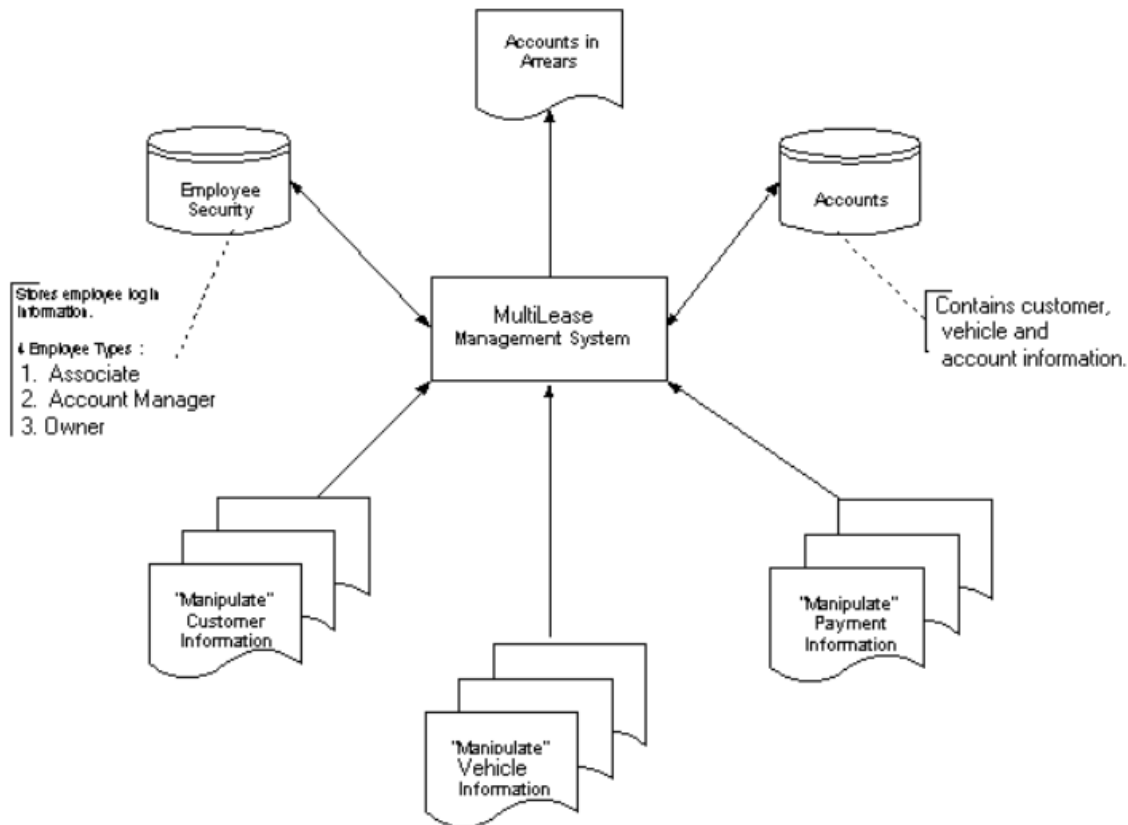 Accounts in
Arrears
Employee
Security
Accounts
Stores employee login
information.
4 Employee Types :
1. Associate
2. Account Manager
3. Owner
MultiLease
Management System
Contains customer,
vehicle and
account information.
"Manipulate"
Customer
Information
"Manipulate"
Payment
Information
"Manipulate"
Vehicle
Information